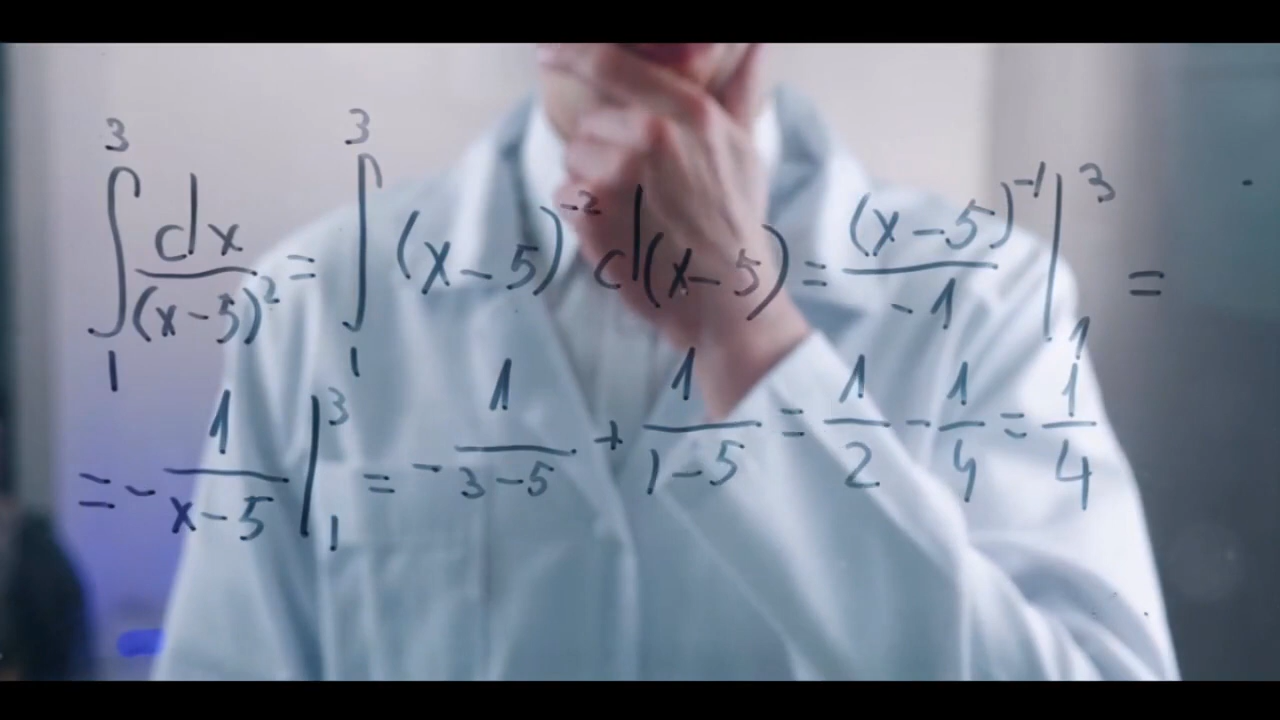 ∫₁³ dx/(x-5)² = ∫₁³ (x-5)⁻² d(x-5) = (x-5)⁻¹/-1 |₁³ =
= - 1/(x-5) |₁³ = - 1/(3-5) + 1/(1-5) = 1/2 - 1/4 = 1/4